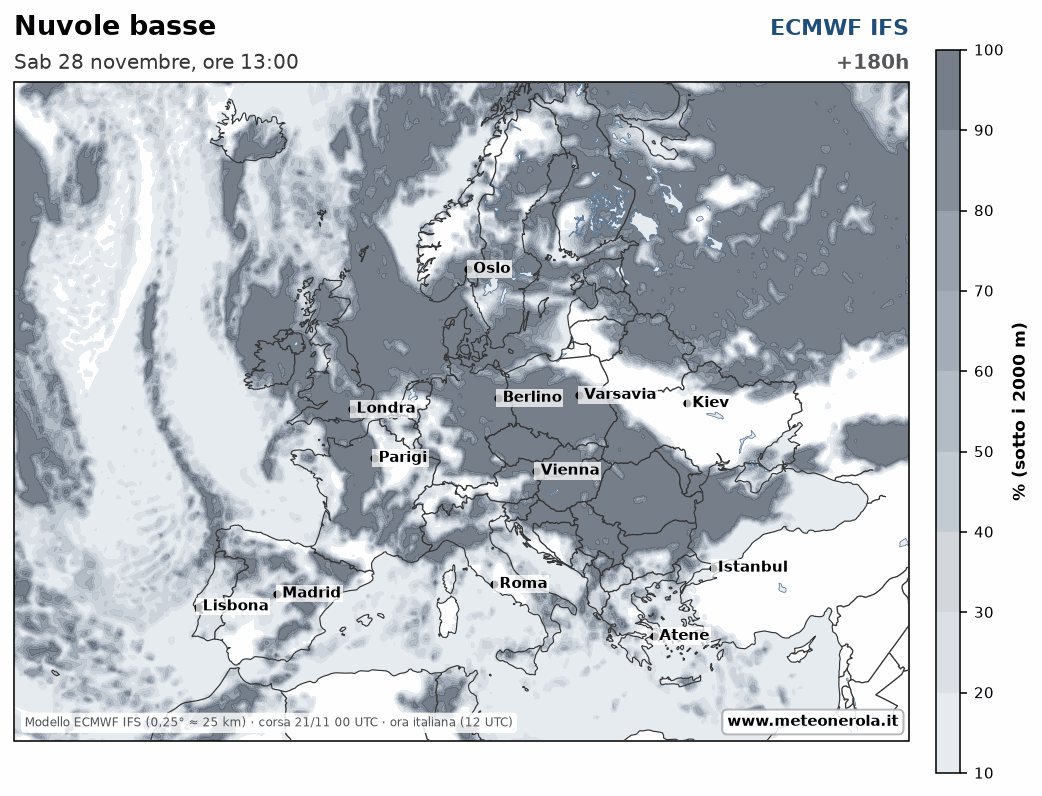 Nuvole basse
ECMWF IFS
Sab 28 novembre, ore 13:00
+180h
100
90
80
70
60
50
40
30
20
10
% (sotto i 2000 m)
Oslo
Londra
Berlino
Varsavia
Kiev
Parigi
Vienna
Istanbul
Roma
Madrid
Lisbona
Atene
Modello ECMWF IFS (0,25° ≈ 25 km) · corsa 21/11 00 UTC · ora italiana (12 UTC)
www.meteonerola.it